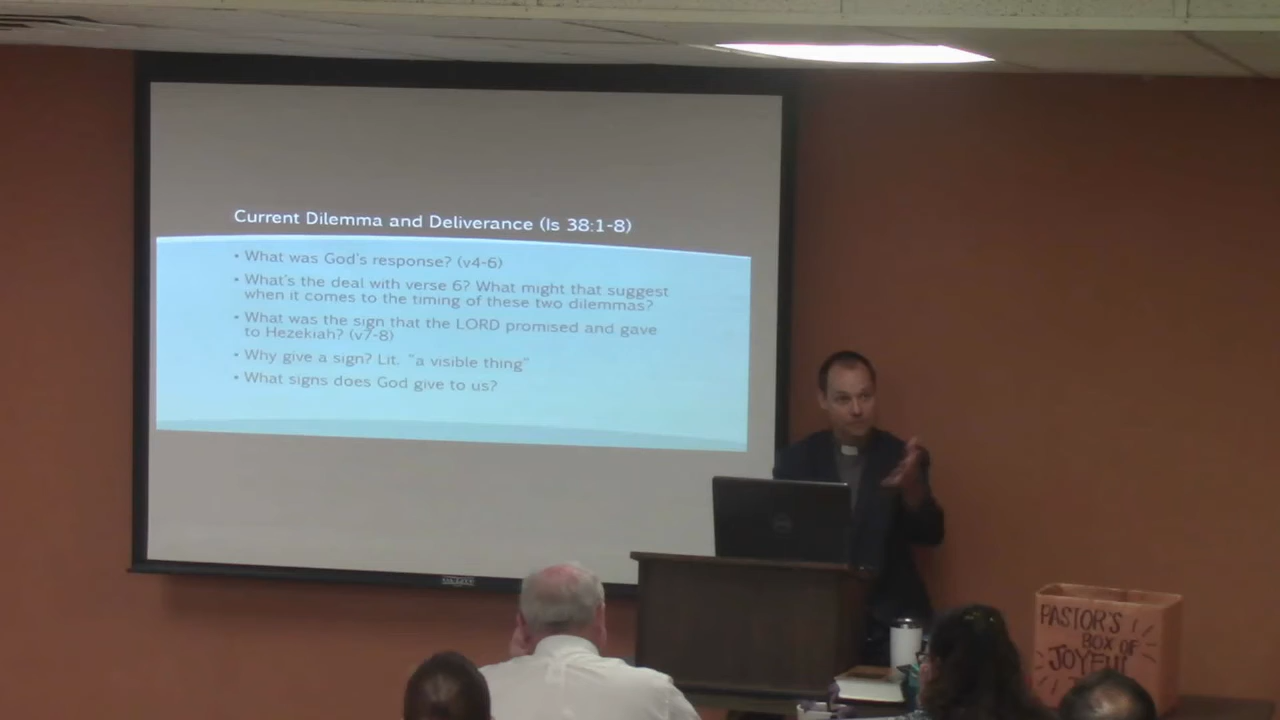 Current Dilemma and Deliverance (Is 38:1-8)
• What was God's response? (v4-6)
• What's the deal with verse 6? What might that suggest
when it comes to the timing of these two dilemmas?
• What was the sign that the LORD promised and gave
to Hezekiah? (v7-8)
• Why give a sign? Lit. "a visible thing"
• What signs does God give to us?
PASTOR'S
BOX OF
JOYFUL